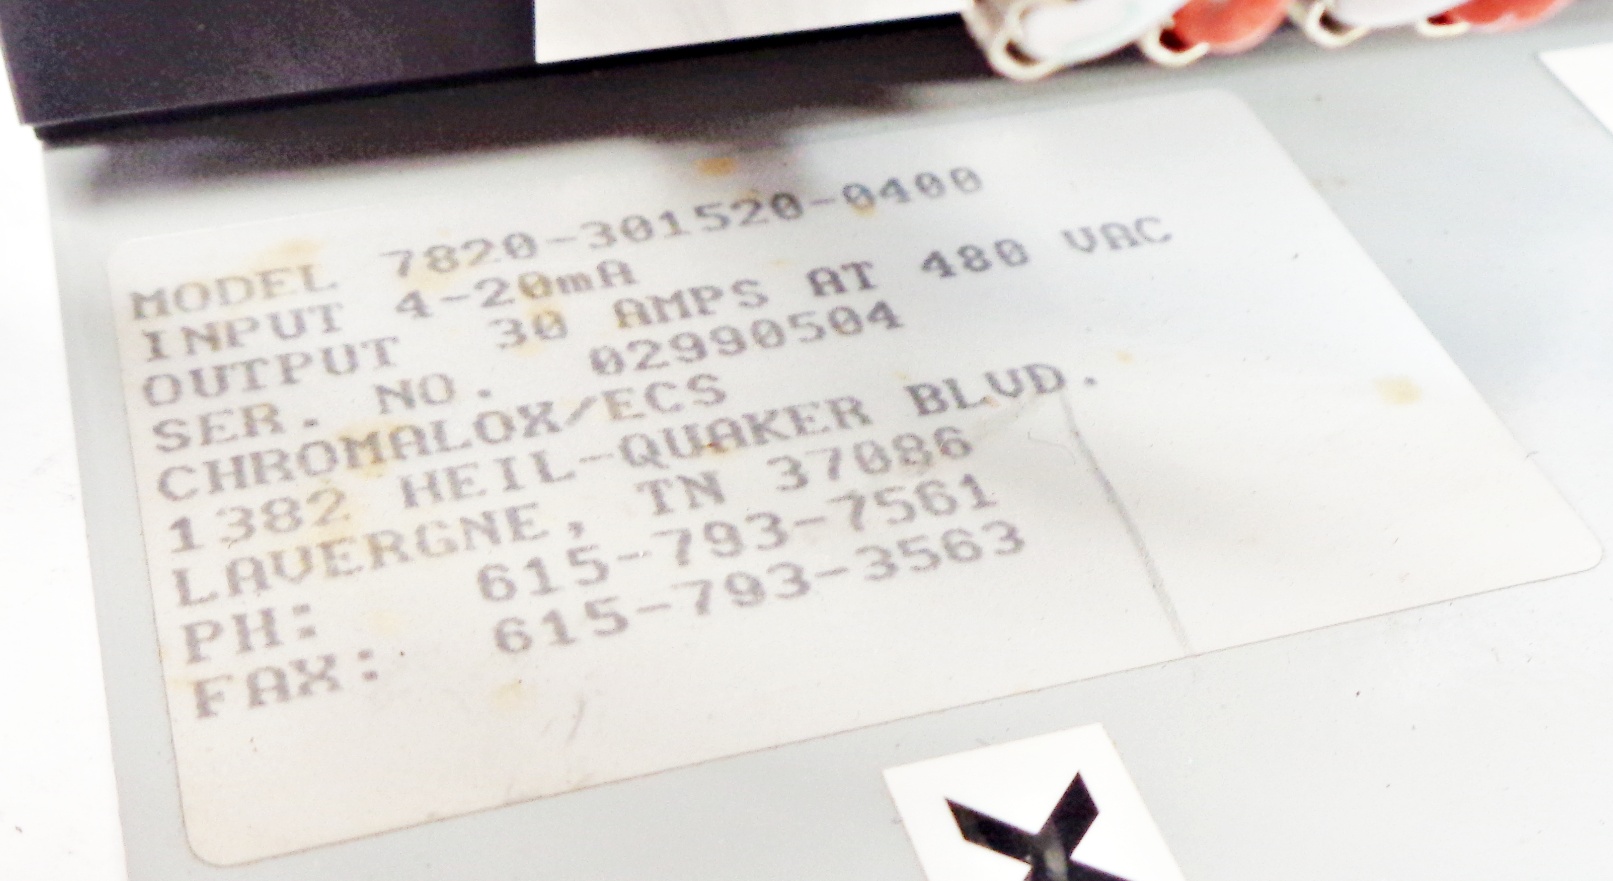 MODEL 7820-301520-0400
INPUT 4-20mA
OUTPUT 30 AMPS AT 480 VAC
SER. NO. 02990504
CHROMALOX/ECS
1382 HEIL-QUAKER BLVD.
LAVERGNE, TN 37086
PH: 615-793-7561
FAX: 615-793-3563
X